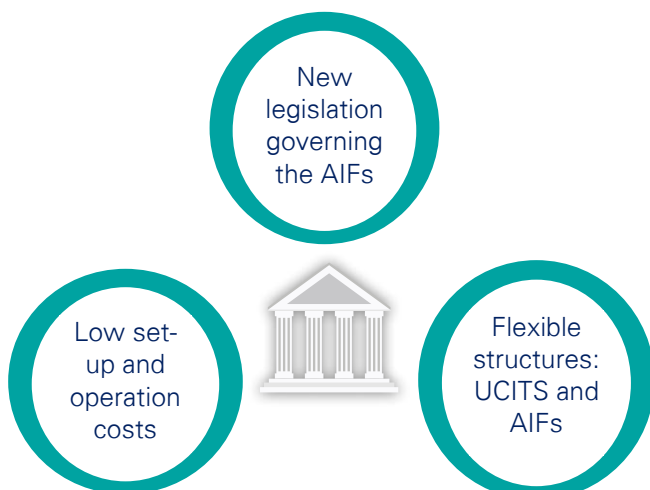 New
legislation
governing
the AIFs
Low set-
up and
operation
costs
Flexible
structures:
UCITS and
AIFs